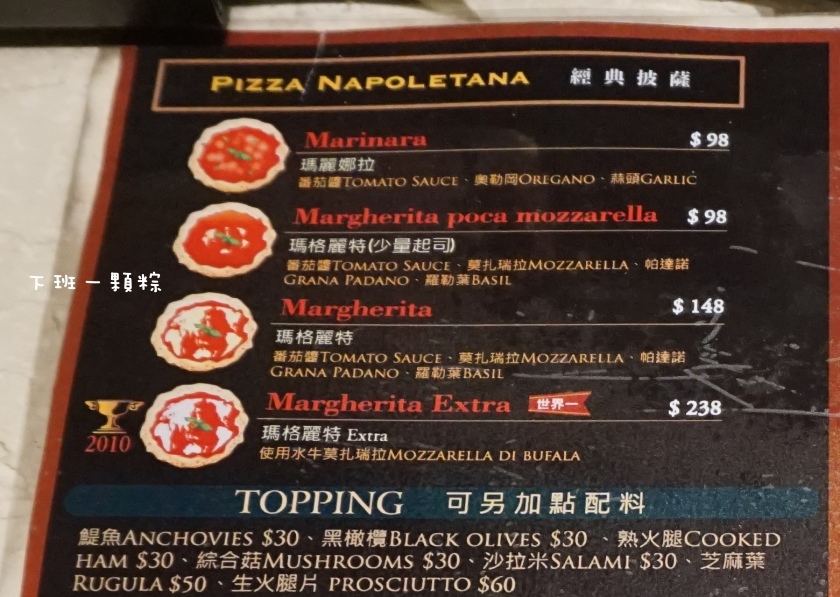 PIZZA NAPOLETANA 經典披薩
Marinara $98
瑪麗娜拉
番茄醬TOMATO SAUCE、奧勒岡OREGANO、蒜頭GARLIC
Margherita poca mozzarella $98
瑪格麗特(少量起司)
番茄醬TOMATO SAUCE、莫扎瑞拉MOZZARELLA、帕達諾
GRANA PADANO、羅勒葉BASIL
下班一顆粽
Margherita $148
瑪格麗特
番茄醬TOMATO SAUCE、莫扎瑞拉MOZZARELLA、帕達諾
GRANA PADANO、羅勒葉BASIL
Margherita Extra 世界一 $238
2010
瑪格麗特 Extra
使用水牛莫扎瑞拉MOZZARELLA DI BUFALA
TOPPING 可另加點配料
鯷魚ANCHOVIES $30、黑橄欖BLACK OLIVES $30、熟火腿COOKED
HAM $30、綜合菇MUSHROOMS $30、沙拉米SALAMI $30、芝麻葉
RUGULA $50、生火腿片 PROSCIUTTO $60